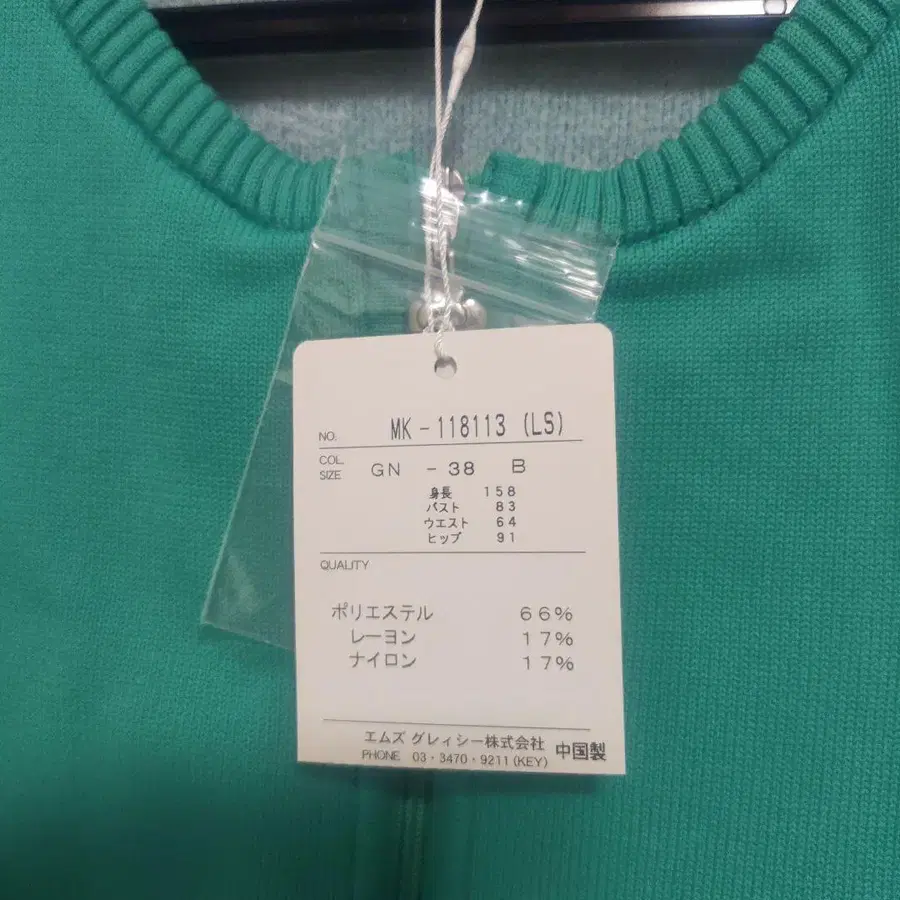 NO. MK-118113 (LS)
COL.
SIZE GN -38 B
身長 158
バスト 83
ウエスト 64
ヒップ 91
QUALITY
ポリエステル 66%
レーヨン 17%
ナイロン 17%
エムズ グレィシー株式会社 中国製
PHONE 03・3470・9211(KEY)